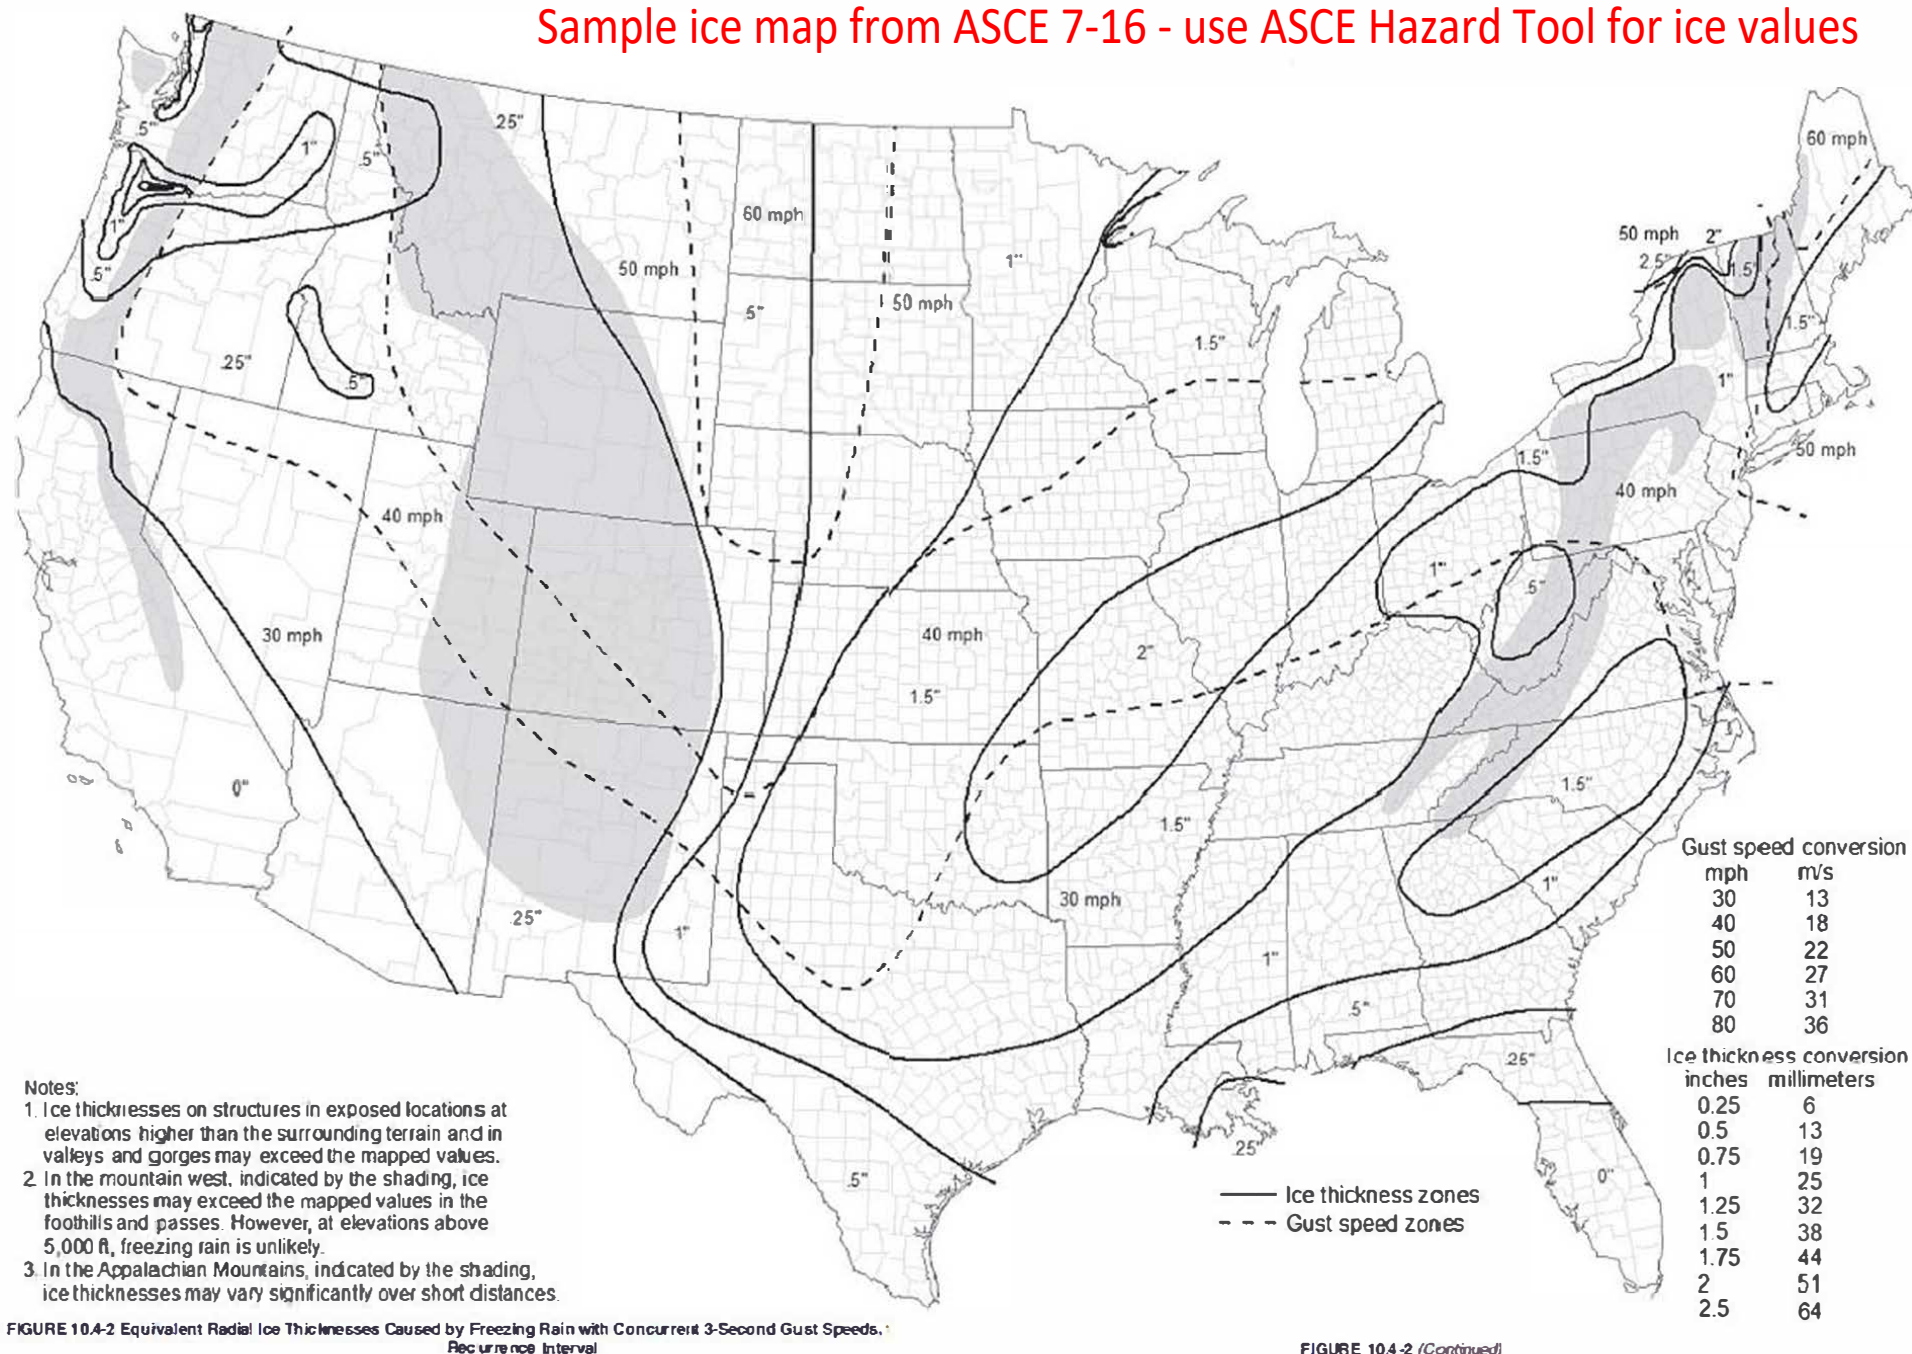 Sample ice map from ASCE 7-16 - use ASCE Hazard Tool for ice values
.5"
1"
.5"
.25"
60 mph
1"
.5"
60 mph
50 mph
2"
2.5"
1.5"
1"
50 mph
.5"
50 mph
1"
1.5"
1.5"
.25"
.5"
1"
50 mph
1.5"
40 mph
40 mph
1"
.5"
30 mph
40 mph
2"
1.5"
0"
1.5"
1.5"
30 mph
1"
.25"
1"
1"
.5"
.25"
.5"
.25"
0"
Gust speed conversion
mph m/s
30 13
40 18
50 22
60 27
70 31
80 36
Ice thickness conversion
inches millimeters
0.25 6
0.5 13
0.75 19
1 25
1.25 32
1.5 38
1.75 44
2 51
2.5 64
Ice thickness zones
Gust speed zones
Notes:
1. Ice thicknesses on structures in exposed locations at
elevations higher than the surrounding terrain and in
valleys and gorges may exceed the mapped values.
2. In the mountain west, indicated by the shading, ice
thicknesses may exceed the mapped values in the
foothills and passes. However, at elevations above
5,000 ft, freezing rain is unlikely.
3. In the Appalachian Mountains, indicated by the shading,
ice thicknesses may vary significantly over short distances.
FIGURE 10.4-2 Equivalent Radial Ice Thicknesses Caused by Freezing Rain with Concurrent 3-Second Gust Speeds,
Recurrence Interval
FIGURE 10.4-2 (Continued)